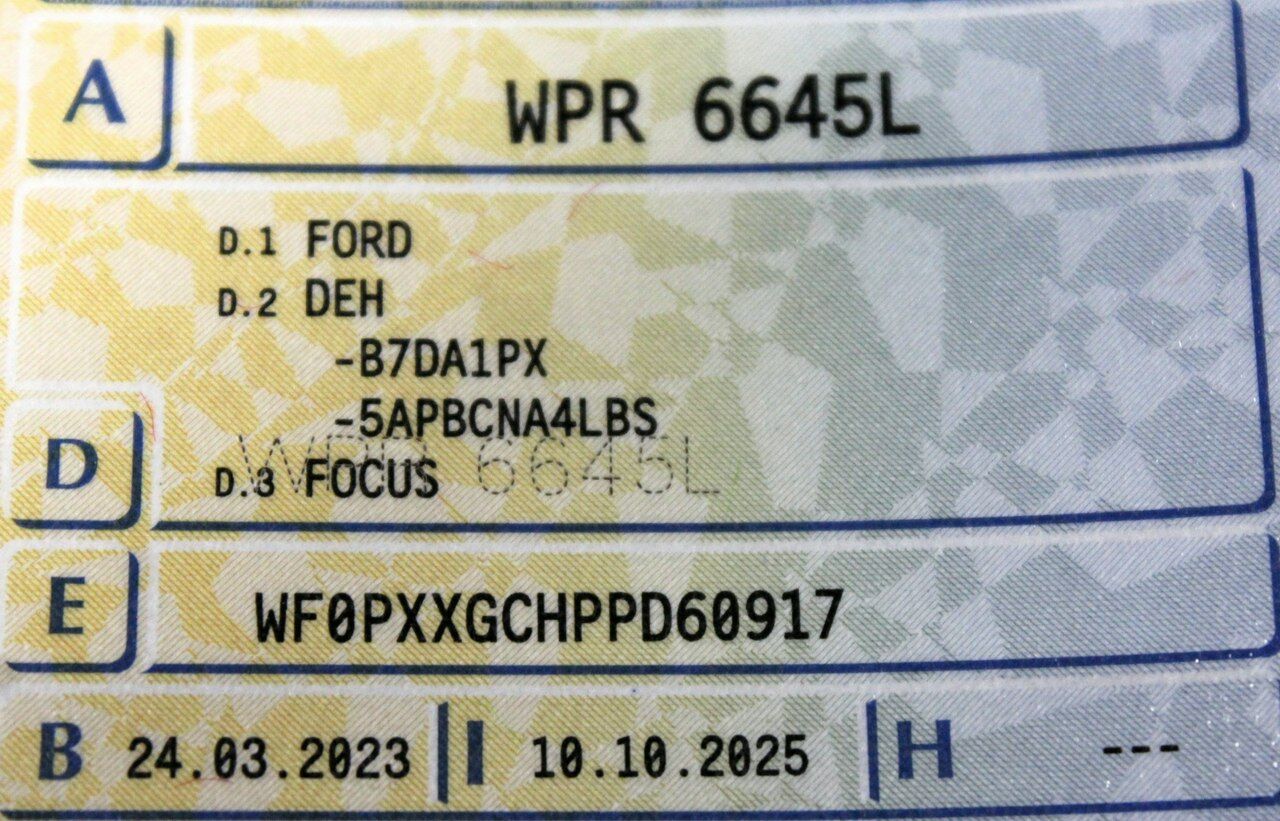 A WPR 6645L
D.1 FORD
D.2 DEH
-B7DA1PX
-5APBCNA4LBS
WPR 6645L
D D.3 FOCUS
E WF0PXXGCHPPD60917
B 24.03.2023 I 10.10.2025 H ---